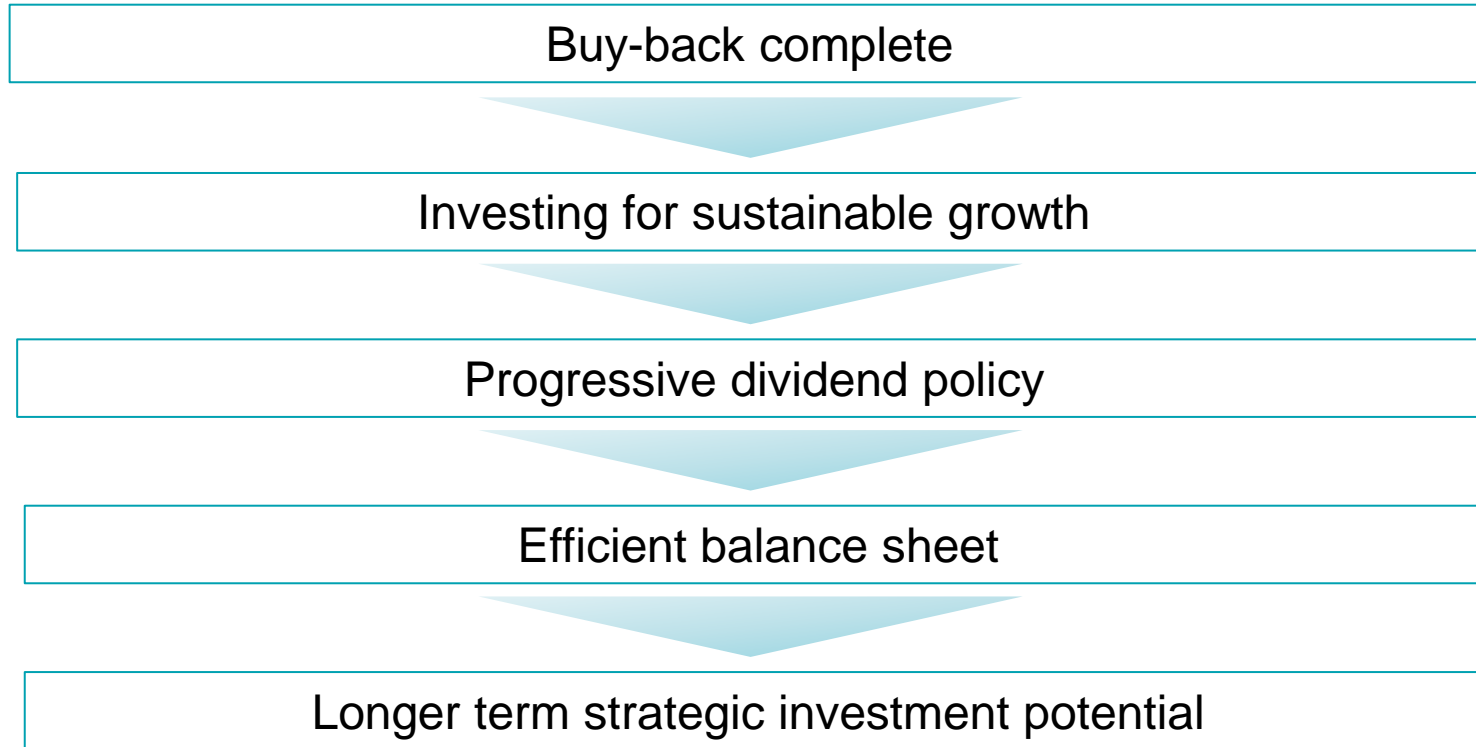 Buy-back complete
Investing for sustainable growth
Progressive dividend policy
Efficient balance sheet
Longer term strategic investment potential